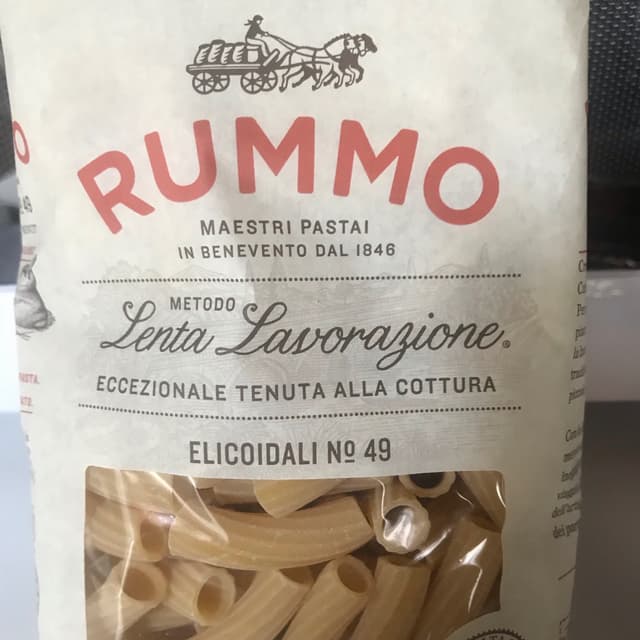 RUMMO
MAESTRI PASTAI
IN BENEVENTO DAL 1846
METODO
Lenta Lavorazione®
ECCEZIONALE TENUTA ALLA COTTURA
ELICOIDALI Nº 49